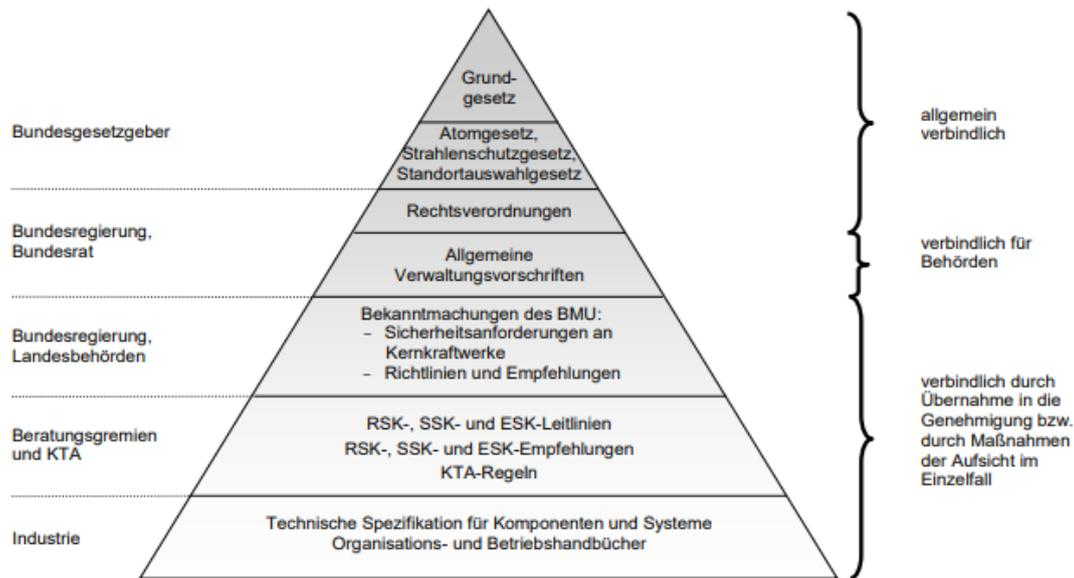 Grund-
gesetz
Bundesgesetzgeber
Atomgesetz,
Strahlenschutzgesetz,
Standortauswahlgesetz
allgemein
verbindlich
Bundesregierung,
Bundesrat
Rechtsverordnungen
Allgemeine
Verwaltungsvorschriften
verbindlich für
Behörden
Bundesregierung,
Landesbehörden
Bekanntmachungen des BMU:
– Sicherheitsanforderungen an
Kernkraftwerke
– Richtlinien und Empfehlungen
Beratungsgremien
und KTA
RSK-, SSK- und ESK-Leitlinien
RSK-, SSK- und ESK-Empfehlungen
KTA-Regeln
verbindlich durch
Übernahme in die
Genehmigung bzw.
durch Maßnahmen
der Aufsicht im
Einzelfall
Industrie
Technische Spezifikation für Komponenten und Systeme
Organisations- und Betriebshandbücher